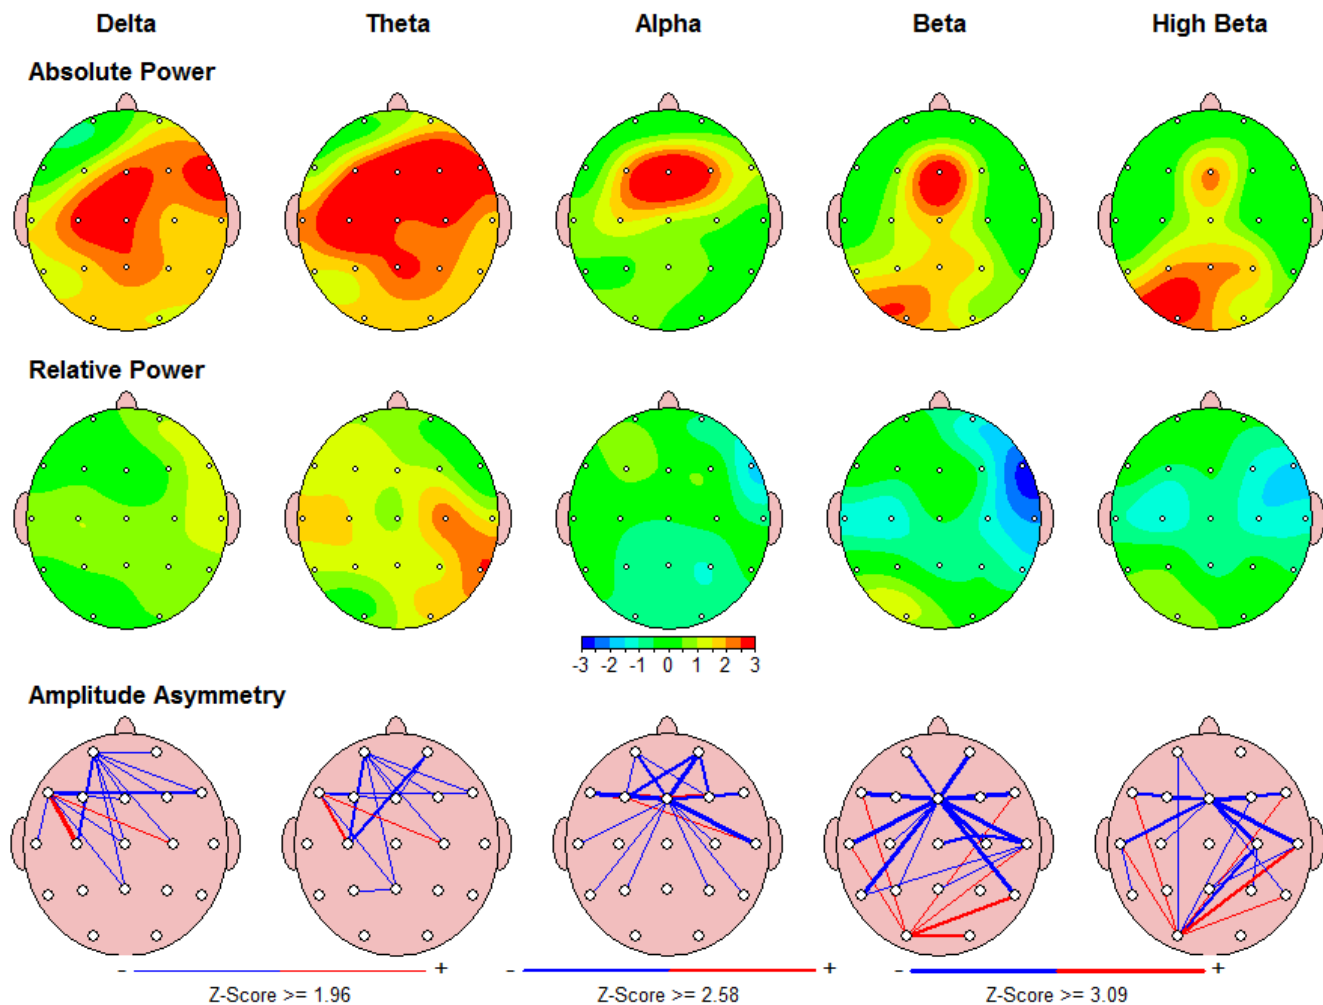 Delta Theta Alpha Beta High Beta
Absolute Power
Relative Power
-3 -2 -1 0 1 2 3
Amplitude Asymmetry
- + - + - +
Z-Score >= 1.96 Z-Score >= 2.58 Z-Score >= 3.09